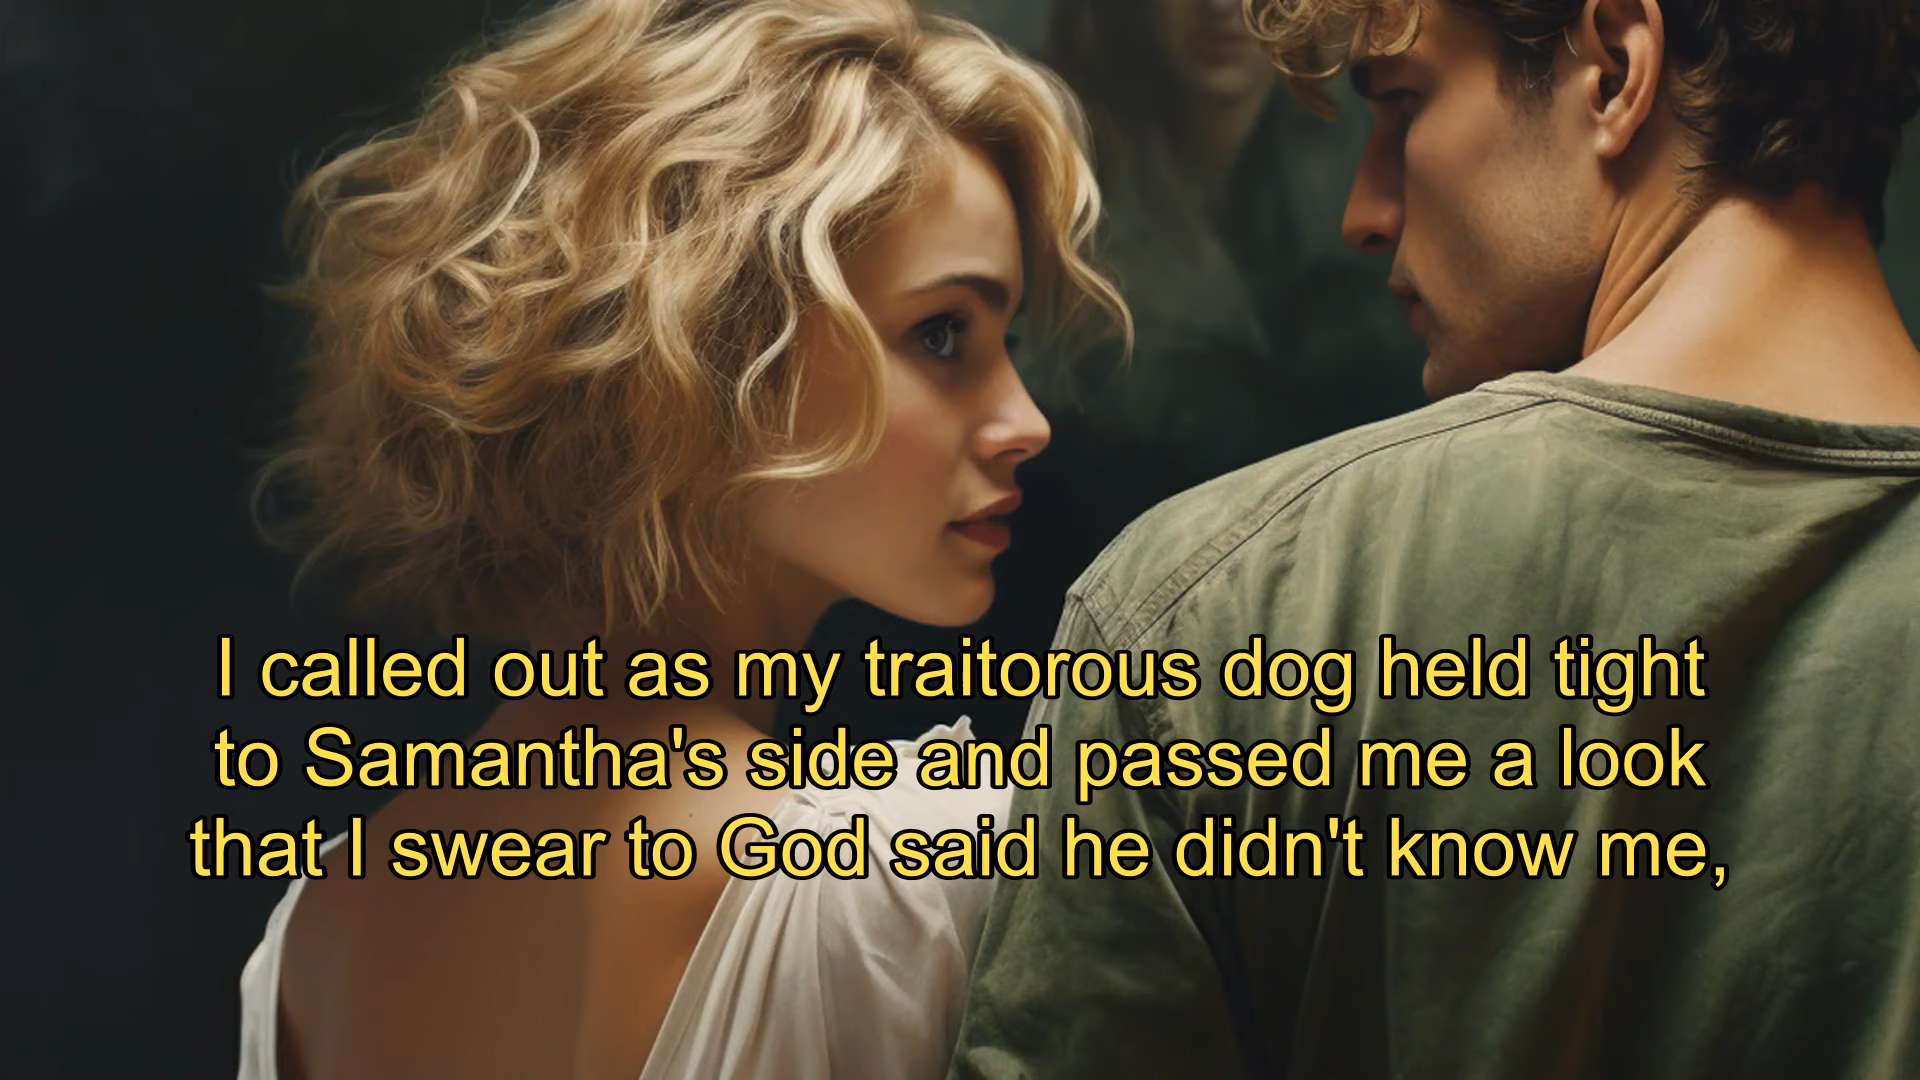 I called out as my traitorous dog held tight
to Samantha's side and passed me a look
that I swear to God said he didn't know me,